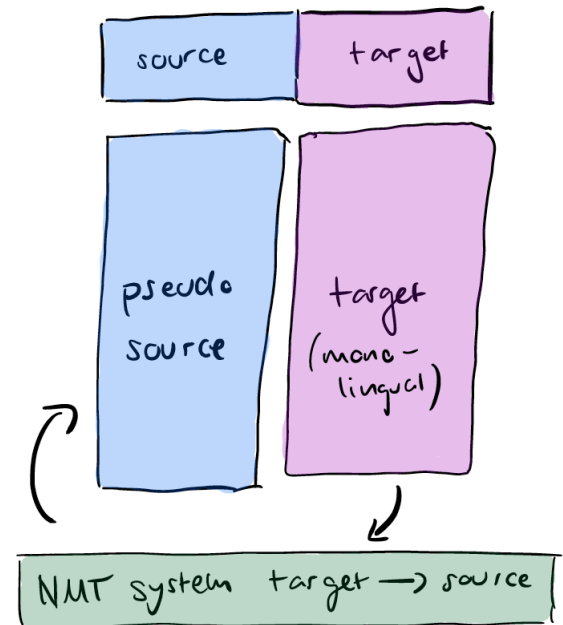 source target
pseudo
source
target
(mono-
lingual)
NMT system target → source